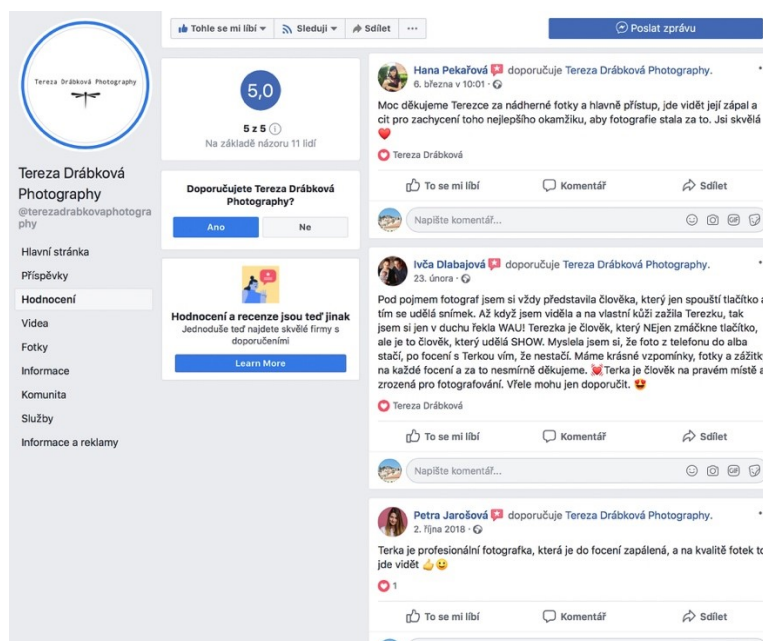 Tereza Drábková Photography
Tereza Drábková
Photography
@terezadrabkovaphotogra
phy
Hlavní stránka
Příspěvky
Hodnocení
Videa
Fotky
Informace
Komunita
Služby
Informace a reklamy
Tohle se mi líbí
Sleduji
Sdílet
Poslat zprávu
5,0
5 z 5
Na základě názoru 11 lidí
Doporučujete Tereza Drábková
Photography?
Ano Ne
Hodnocení a recenze jsou teď jinak
Jednoduše teď najdete skvělé firmy s
doporučeními
Learn More
Hana Pekařová doporučuje Tereza Drábková Photography.
6. března v 10:01 ·
Moc děkujeme Terezce za nádherné fotky a hlavně přístup, jde vidět její zápal a
cit pro zachycení toho nejlepšího okamžiku, aby fotografie stala za to. Jsi skvělá
❤️
Tereza Drábková
To se mi líbí Komentář Sdílet
Napište komentář...
GIF
Ivča Dlabajová doporučuje Tereza Drábková Photography.
23. února ·
Pod pojmem fotograf jsem si vždy představila člověka, který jen spouští tlačítko a
tím se udělá snímek. Až když jsem viděla a na vlastní kůži zažila Terezku, tak
jsem si jen v duchu řekla WAU! Terezka je člověk, který NEjen zmáčkne tlačítko,
ale je to člověk, který udělá SHOW. Myslela jsem si, že foto z telefonu do alba
stačí, po focení s Terkou vím, že nestačí. Máme krásné vzpomínky, fotky a zážitky
na každé focení a za to nesmírně děkujeme. 💓Terka je člověk na pravém místě a
zrozená pro fotografování. Vřele mohu jen doporučit. 😍
Tereza Drábková
To se mi líbí Komentář Sdílet
Napište komentář...
GIF
Petra Jarošová doporučuje Tereza Drábková Photography.
2. října 2018 ·
Terka je profesionální fotografka, která je do focení zapálená, a na kvalitě fotek to
jde vidět 👍😃
1
To se mi líbí Komentář Sdílet